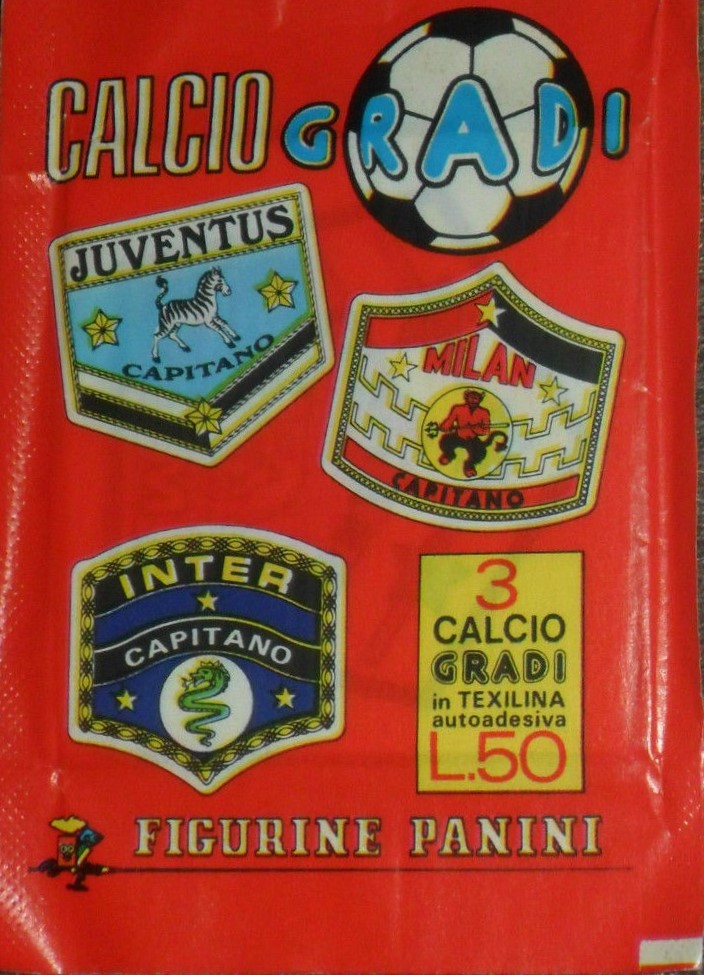 CALCIO GRADI
JUVENTUS
CAPITANO
MILAN
CAPITANO
INTER
CAPITANO
3
CALCIO
GRADI
in TEXILINA
autoadesiva
L.50
FIGURINE PANINI